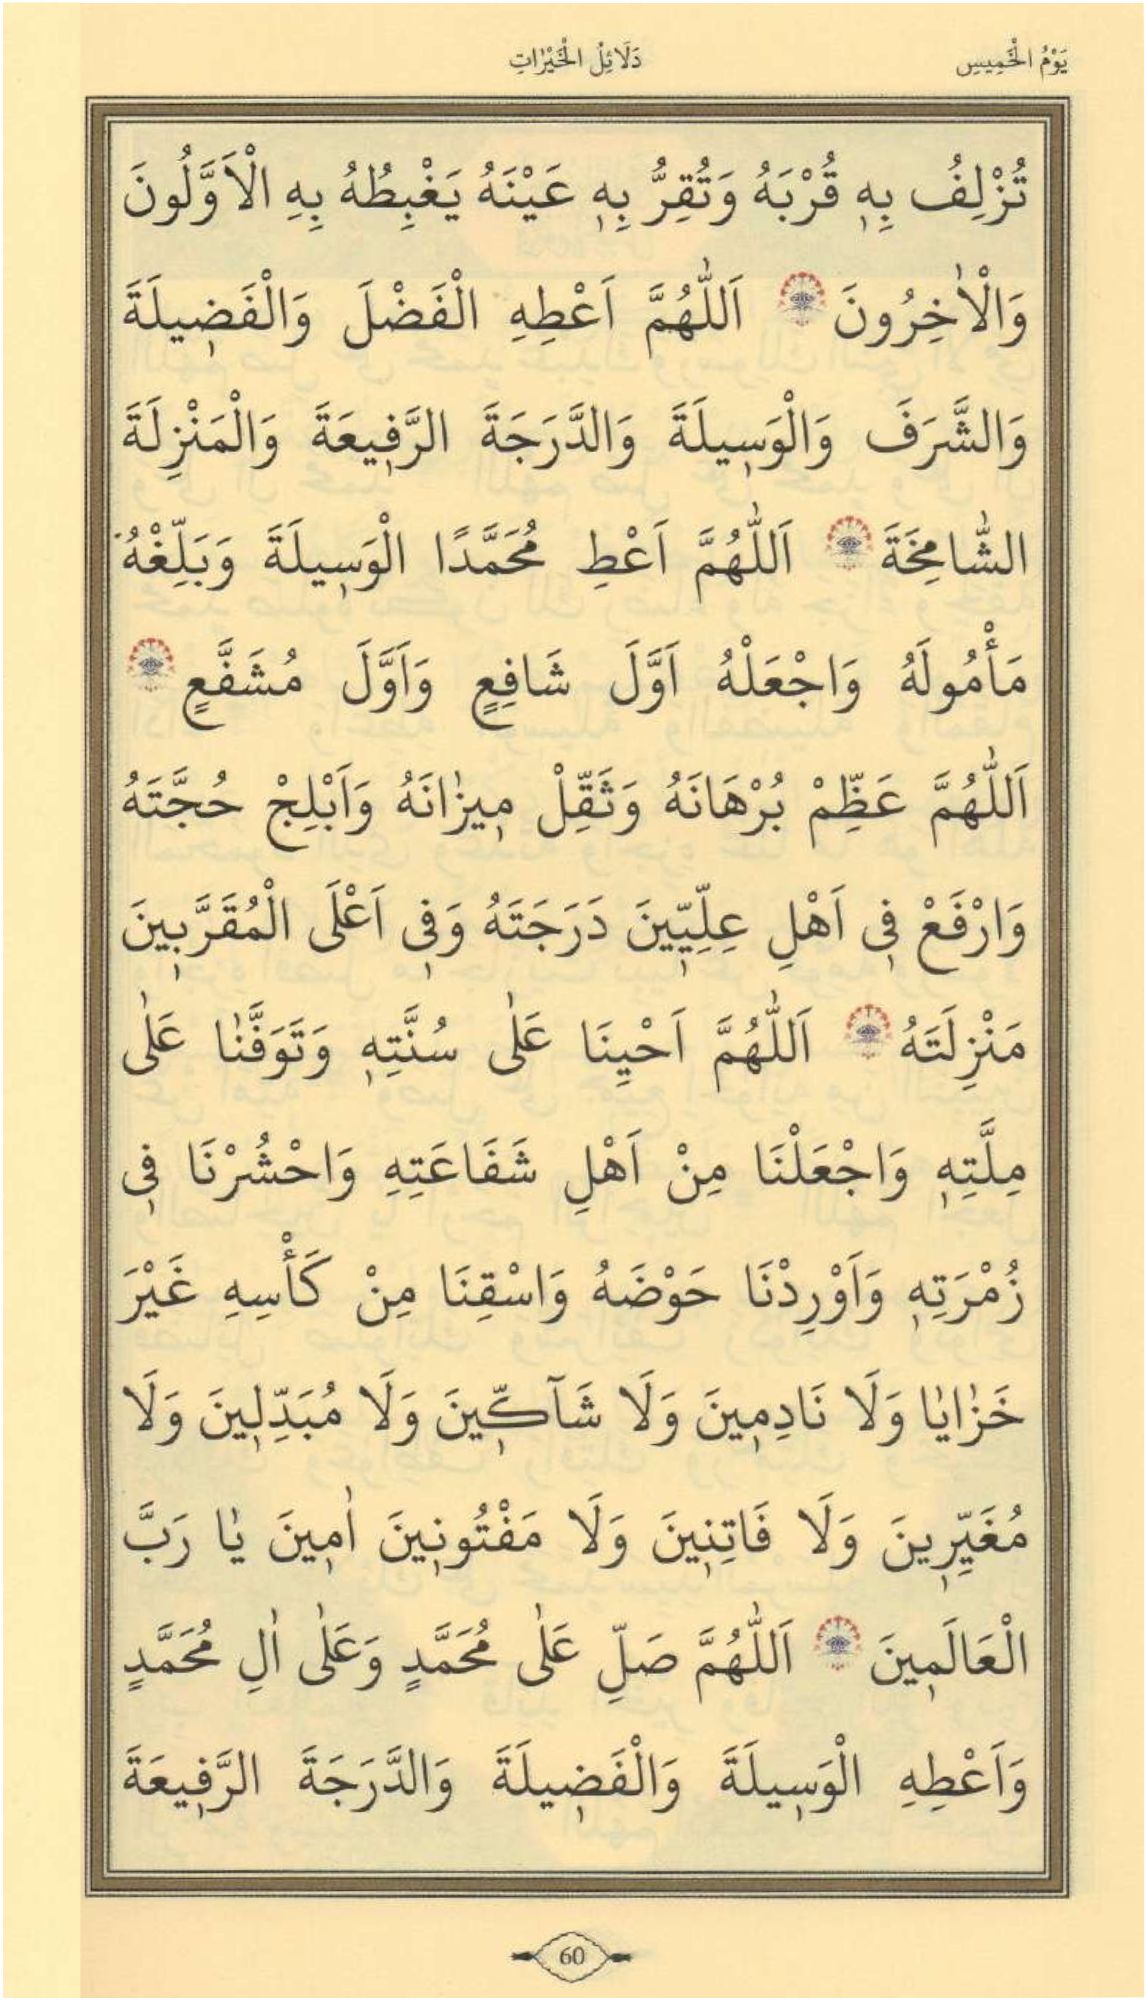 يَوْمُ الْخَمِيسِ
دَلَائِلُ الْخَيْرَاتِ
تُزْلِفُ بِهٖ قُرْبَهُ وَتُقِرُّ بِهٖ عَيْنَهُ يَغْبِطُهُ بِهِ الْاَوَّلُونَ
وَالْاٰخِرُونَ ۞ اَللّٰهُمَّ اَعْطِهِ الْفَضْلَ وَالْفَضٖيلَةَ
وَالشَّرَفَ وَالْوَسٖيلَةَ وَالدَّرَجَةَ الرَّفٖيعَةَ وَالْمَنْزِلَةَ
الشَّامِخَةَ ۞ اَللّٰهُمَّ اَعْطِ مُحَمَّدًا الْوَسٖيلَةَ وَبَلِّغْهُ
مَأْمُولَهُ وَاجْعَلْهُ اَوَّلَ شَافِعٍ وَاَوَّلَ مُشَفَّعٍ ۞
اَللّٰهُمَّ عَظِّمْ بُرْهَانَهُ وَثَقِّلْ مٖيزٰانَهُ وَاَبْلِجْ حُجَّتَهُ
وَارْفَعْ فٖى اَهْلِ عِلِّيّٖينَ دَرَجَتَهُ وَفٖى اَعْلَى الْمُقَرَّبٖينَ
مَنْزِلَتَهُ ۞ اَللّٰهُمَّ اَحْيِنَا عَلٰى سُنَّتِهٖ وَتَوَفَّنٰا عَلٰى
مِلَّتِهٖ وَاجْعَلْنَا مِنْ اَهْلِ شَفَاعَتِهِ وَاحْشُرْنَا فٖى
زُمْرَتِهٖ وَاَوْرِدْنَا حَوْضَهُ وَاسْقِنَا مِنْ كَأْسِهِ غَيْرَ
خَزٰايٰا وَلَا نَادِمٖينَ وَلَا شَآكّٖينَ وَلَا مُبَدِّلٖينَ وَلَا
مُغَيِّرٖينَ وَلَا فَاتِنٖينَ وَلَا مَفْتُونٖينَ اٰمٖينَ يٰا رَبَّ
الْعَالَمٖينَ ۞ اَللّٰهُمَّ صَلِّ عَلٰى مُحَمَّدٍ وَعَلٰى اٰلِ مُحَمَّدٍ
وَاَعْطِهِ الْوَسٖيلَةَ وَالْفَضٖيلَةَ وَالدَّرَجَةَ الرَّفٖيعَةَ
60